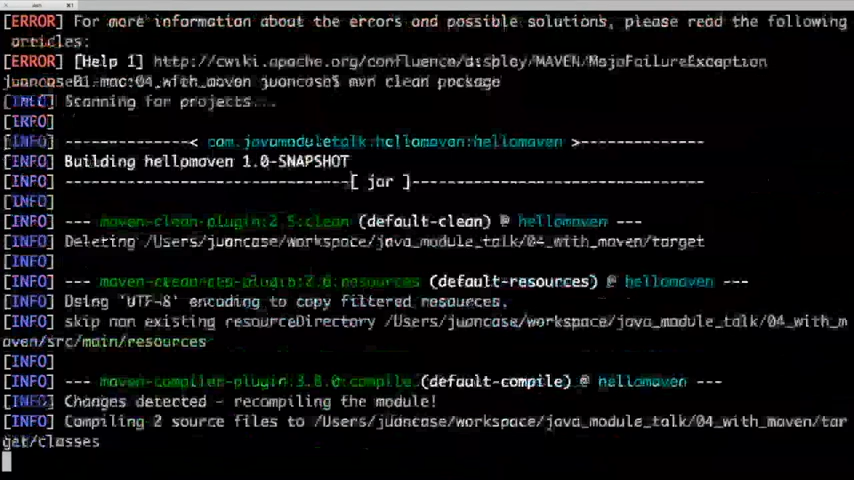 [ERROR] For more information about the errors and possible solutions, please read the following
articles:
[ERROR] [Help 1] http://cwiki.apache.org/confluence/display/MAVEN/MojoFailureException
juancase01-mac:04_with_maven juancase$ mvn clean package
[INFO] Scanning for projects...
[INFO]
[INFO] --------------< com.javamoduletalk:hellomaven:hellomaven >--------------
[INFO] Building hellomaven 1.0-SNAPSHOT
[INFO] --------------------------------[ jar ]---------------------------------
[INFO]
[INFO] --- maven-clean-plugin:2.5:clean (default-clean) @ hellomaven ---
[INFO] Deleting /Users/juancase/workspace/java_module_talk/04_with_maven/target
[INFO]
[INFO] --- :resources (default-resources) @ hellomaven ---
[INFO] Using 'UTF-8' encoding to copy filtered resources.
[INFO] skip non existing resourceDirectory /Users/juancase/workspace/java_module_talk/04_with_m
aven/src/main/resources
[INFO]
[INFO] --- maven-compiler-plugin:3.8.0:compile (default-compile) @ hellomaven ---
[INFO] Changes detected - recompiling the module!
[INFO] Compiling 2 source files to /Users/juancase/workspace/java_module_talk/04_with_maven/tar
get/classes